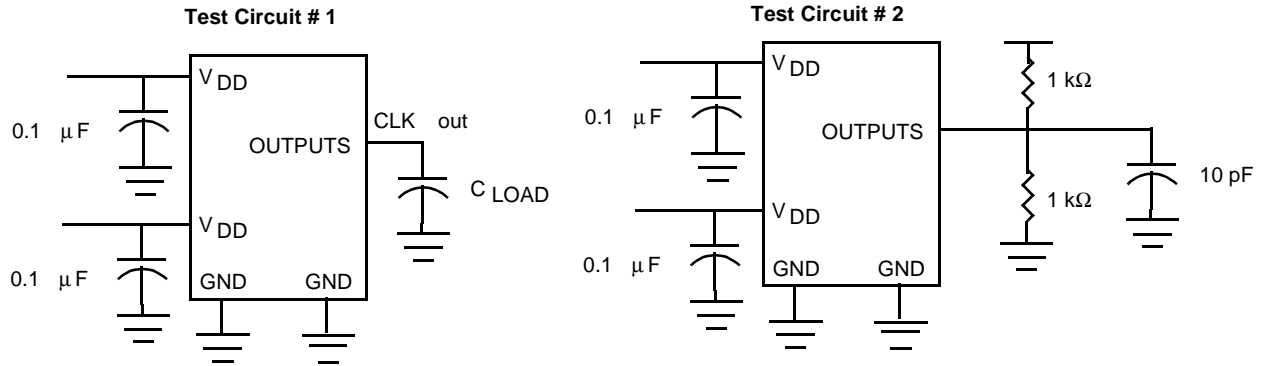 Test Circuit # 1
V DD
0.1 µ F
CLK out
OUTPUTS
C LOAD
V DD
0.1 µ F
GND GND
Test Circuit # 2
V DD
1 kΩ
0.1 µ F
OUTPUTS
10 pF
1 kΩ
V DD
0.1 µ F
GND GND